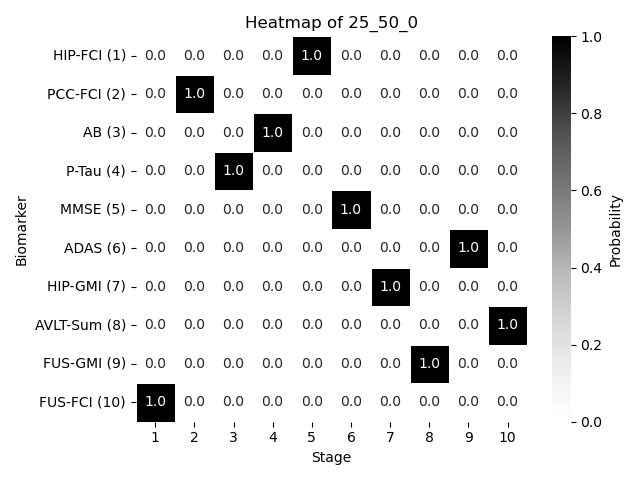 Heatmap of 25_50_0
HIP-FCI (1) 0.0 0.0 0.0 0.0 1.0 0.0 0.0 0.0 0.0 0.0
PCC-FCI (2) 0.0 1.0 0.0 0.0 0.0 0.0 0.0 0.0 0.0 0.0
AB (3) 0.0 0.0 0.0 1.0 0.0 0.0 0.0 0.0 0.0 0.0
P-Tau (4) 0.0 0.0 1.0 0.0 0.0 0.0 0.0 0.0 0.0 0.0
MMSE (5) 0.0 0.0 0.0 0.0 0.0 1.0 0.0 0.0 0.0 0.0
ADAS (6) 0.0 0.0 0.0 0.0 0.0 0.0 0.0 0.0 1.0 0.0
HIP-GMI (7) 0.0 0.0 0.0 0.0 0.0 0.0 1.0 0.0 0.0 0.0
AVLT-Sum (8) 0.0 0.0 0.0 0.0 0.0 0.0 0.0 0.0 0.0 1.0
FUS-GMI (9) 0.0 0.0 0.0 0.0 0.0 0.0 0.0 1.0 0.0 0.0
FUS-FCI (10) 1.0 0.0 0.0 0.0 0.0 0.0 0.0 0.0 0.0 0.0
1 2 3 4 5 6 7 8 9 10
Stage
Biomarker
1.0
0.8
0.6
0.4
0.2
0.0
Probability